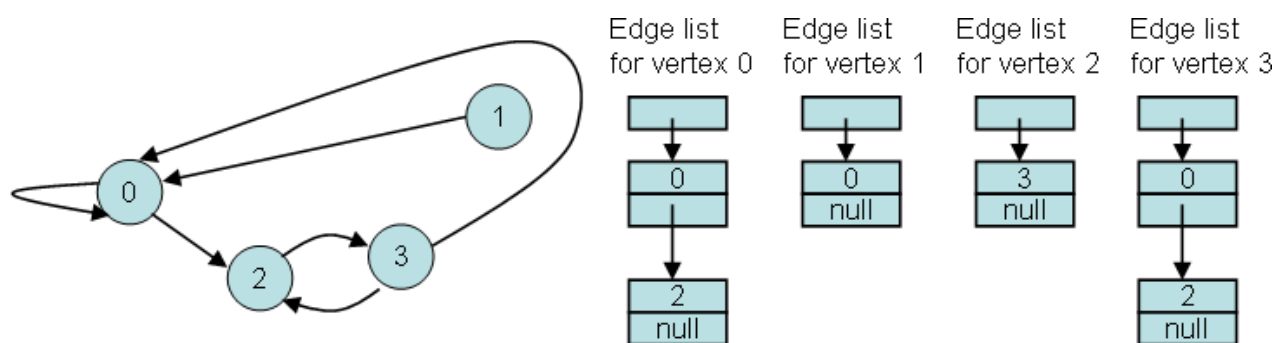 Edge list for vertex 0
Edge list for vertex 1
Edge list for vertex 2
Edge list for vertex 3
1
0
2
3
0
2
null
0
null
3
null
0
2
null